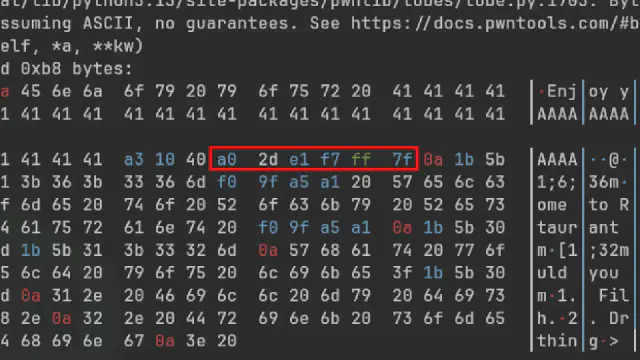 at/lib/python3.13/site-packages/pwnlib/tubes/tube.py:1703: Byt
ssuming ASCII, no guarantees. See https://docs.pwntools.com/#b
elf, *a, **kw)
d 0xb8 bytes:
a 45 6e 6a 6f 79 20 79 6f 75 72 20 41 41 41 41 │·Enj│oy y
1 41 41 41 41 41 41 41 41 41 41 41 41 41 41 41 │AAAA│AAAA
1 41 41 41 a3 10 40 a0 2d e1 f7 ff 7f 0a 1b 5b │AAAA│··@·
1 3b 36 3b 33 36 6d f0 9f a5 a1 20 57 65 6c 63 │1;6;│36m·
f 6d 65 20 74 6f 20 52 6f 63 6b 79 20 52 65 73 │ome │to R
4 61 75 72 61 6e 74 20 f0 9f a5 a1 0a 1b 5b 30 │taur│ant
d 1b 5b 31 3b 33 32 6d 0a 57 68 61 74 20 77 6f │m·[1│;32m
5 6c 64 20 79 6f 75 20 6c 69 6b 65 3f 1b 5b 30 │uld │you
d 0a 31 2e 20 46 69 6c 6c 20 6d 79 20 64 69 73 │m·1.│ Fil
8 2e 0a 32 2e 20 44 72 69 6e 6b 20 73 6f 6d 65 │h.·2│. Dr
4 68 69 6e 67 0a 3e 20 │thin│g·>